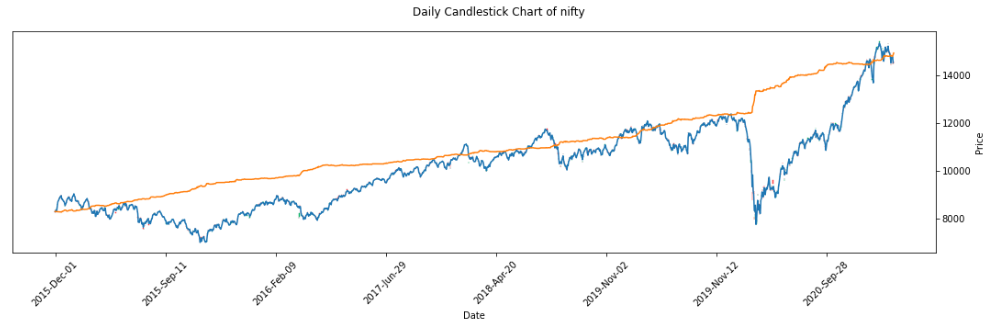 Daily Candlestick Chart of nifty
14000
12000
10000
8000
Price
2015-Dec-01
2015-Sep-11
2016-Feb-09
2017-Jun-29
2018-Apr-20
2019-Nov-02
2019-Nov-12
2020-Sep-28
Date